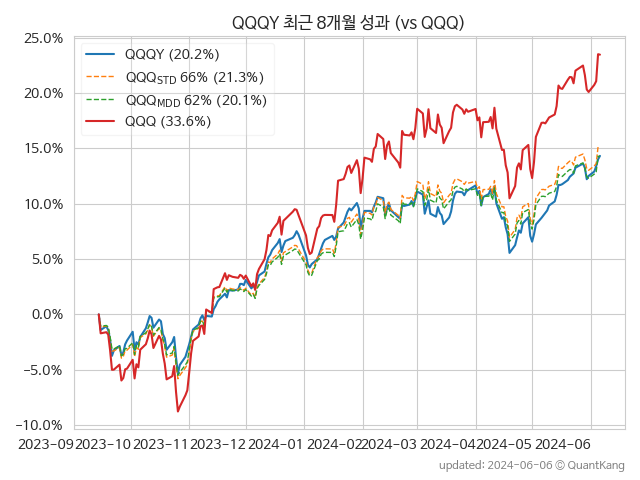 QQQY 최근 8개월 성과 (vs QQQ)
25.0%
20.0%
15.0%
10.0%
5.0%
0.0%
−5.0%
−10.0%
QQQY (20.2%)
QQQSTD 66% (21.3%)
QQQMDD 62% (20.1%)
QQQ (33.6%)
2023-09 2023-10 2023-11 2023-12 2024-01 2024-02 2024-03 2024-04 2024-05 2024-06
updated: 2024-06-06 © QuantKang